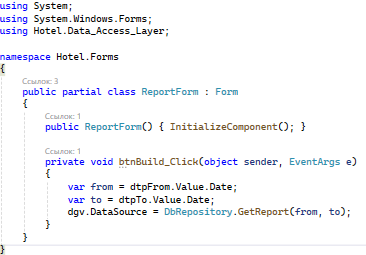 using System;
using System.Windows.Forms;
using Hotel.Data_Access_Layer;
namespace Hotel.Forms
{
Ссылок: 3
public partial class ReportForm : Form
{
Ссылок: 1
public ReportForm() { InitializeComponent(); }
Ссылок: 1
private void btnBuild_Click(object sender, EventArgs e)
{
var from = dtpFrom.Value.Date;
var to = dtpTo.Value.Date;
dgv.DataSource = DbRepository.GetReport(from, to);
}
}
}